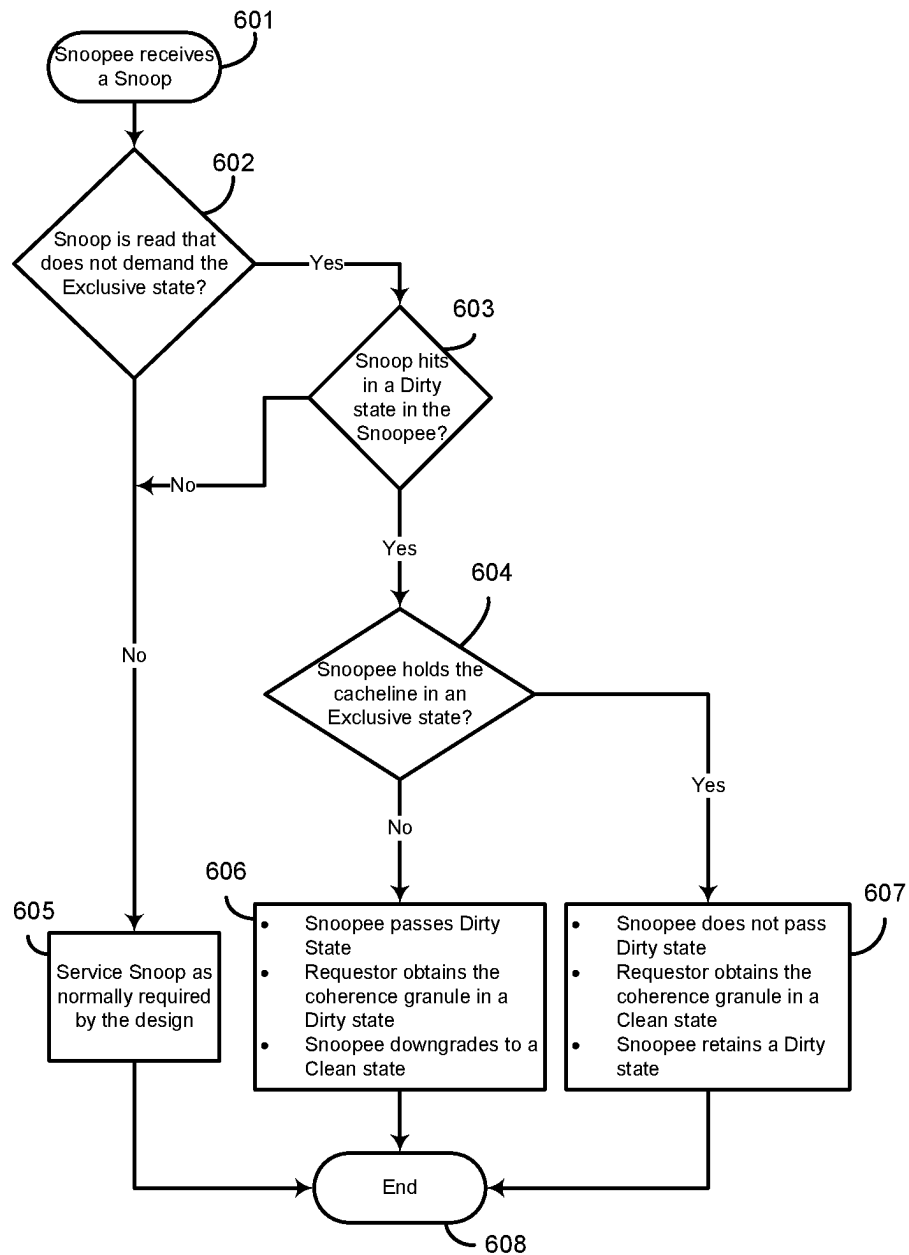 601
Snoopee receives
a Snoop
602
Snoop is read that
does not demand the
Exclusive state?
Yes
603
Snoop hits
in a Dirty
state in the
Snoopee?
No
Yes
604
Snoopee holds the
cacheline in an
Exclusive state?
No
Yes
No
605
Service Snoop as
normally required
by the design
606
• Snoopee passes Dirty
State
• Requestor obtains the
coherence granule in a
Dirty state
• Snoopee downgrades to a
Clean state
607
• Snoopee does not pass
Dirty state
• Requestor obtains the
coherence granule in a
Clean state
• Snoopee retains a Dirty
state
End
608